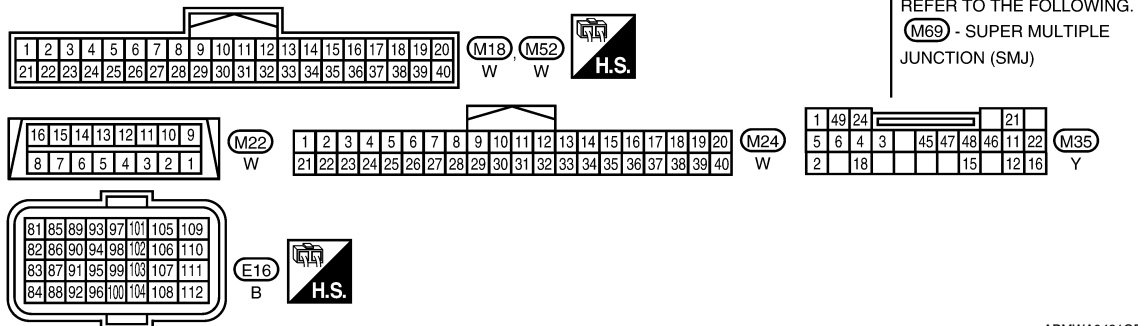 REFER TO THE FOLLOWING.
M69 - SUPER MULTIPLE
JUNCTION (SMJ)
1 2 3 4 5 6 7 8 9 10 11 12 13 14 15 16 17 18 19 20
21 22 23 24 25 26 27 28 29 30 31 32 33 34 35 36 37 38 39 40
M18 , M52
W W
H.S.
16 15 14 13 12 11 10 9
8 7 6 5 4 3 2 1
M22
W
1 2 3 4 5 6 7 8 9 10 11 12 13 14 15 16 17 18 19 20
21 22 23 24 25 26 27 28 29 30 31 32 33 34 35 36 37 38 39 40
M24
W
1 49 24 21
5 6 4 3 45 47 48 46 11 22
2 18 15 12 16
M35
Y
81 85 89 93 97 101 105 109
82 86 90 94 98 102 106 110
83 87 91 95 99 103 107 111
84 88 92 96 100 104 108 112
E16
B
H.S.